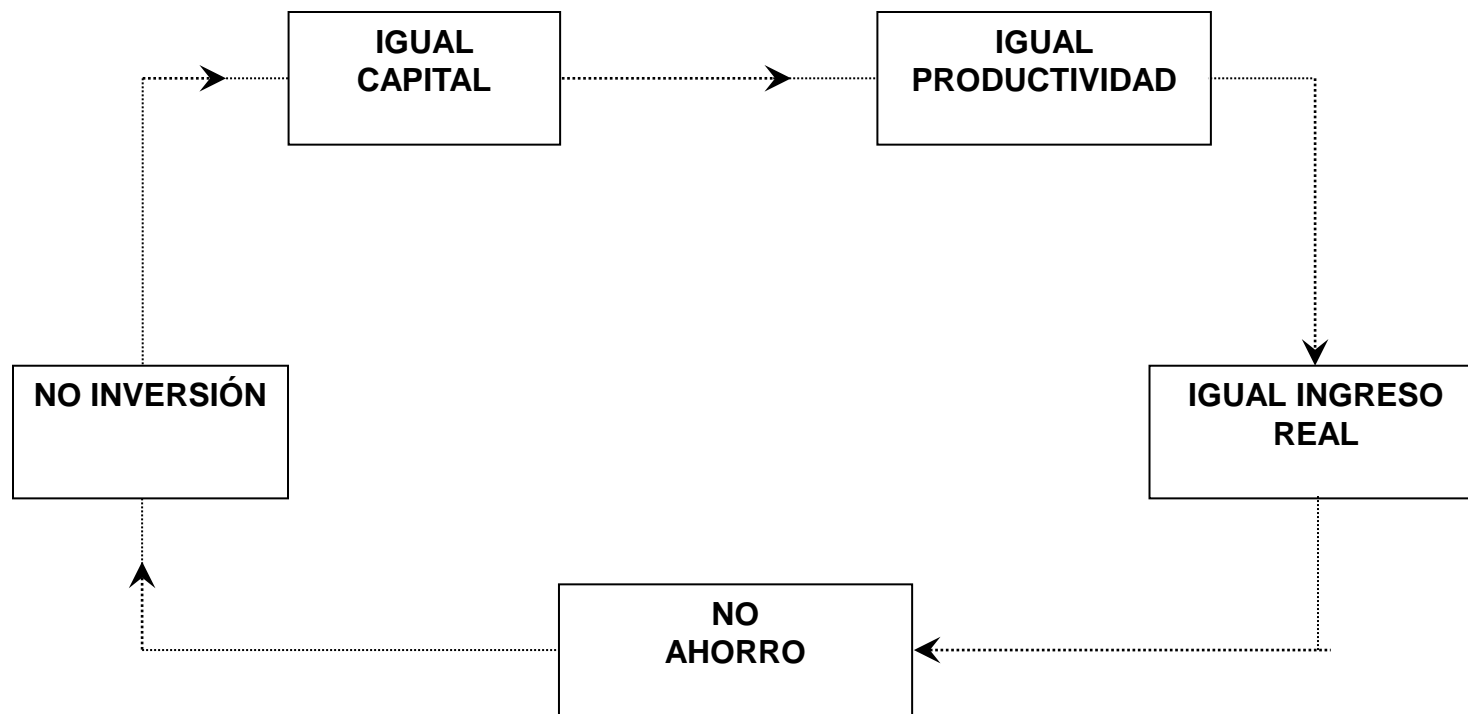 IGUAL
CAPITAL
IGUAL
PRODUCTIVIDAD
NO INVERSIÓN
IGUAL INGRESO
REAL
NO
AHORRO